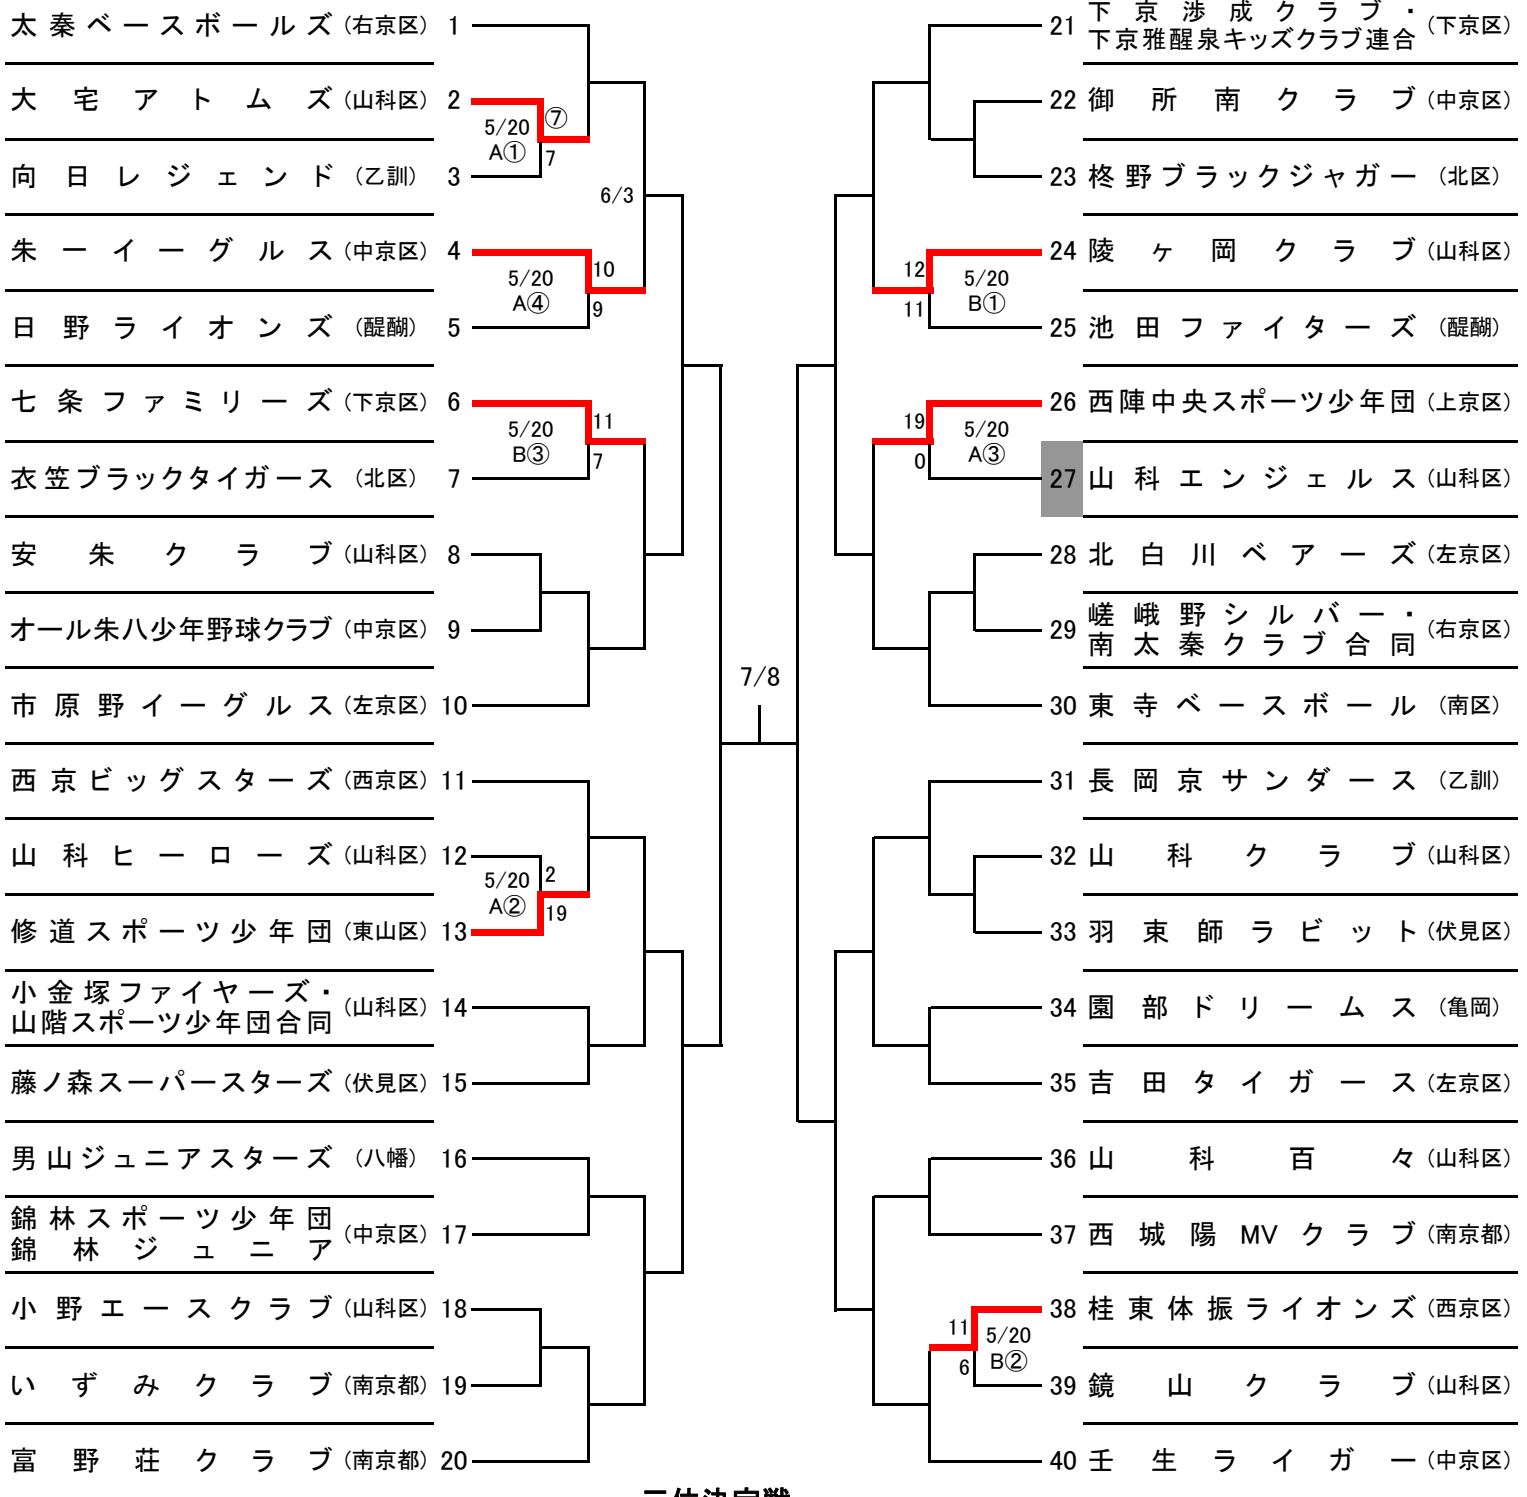 太秦ベースボールズ（右京区） 1
大宅アトムズ（山科区） 2
5/20
A①
⑦
7
向日レジェンド（乙訓） 3
6/3
朱一イーグルス（中京区） 4
5/20
A④
10
9
日野ライオンズ（醍醐） 5
七条ファミリーズ（下京区） 6
5/20
B③
11
7
衣笠ブラックタイガース（北区） 7
安朱クラブ（山科区） 8
オール朱八少年野球クラブ（中京区） 9
市原野イーグルス（左京区） 10
西京ビッグスターズ（西京区） 11
山科ヒーローズ（山科区） 12
5/20
A②
2
19
修道スポーツ少年団（東山区） 13
小金塚ファイヤーズ・
山階スポーツ少年団合同（山科区） 14
藤ノ森スーパースターズ（伏見区） 15
男山ジュニアスターズ（八幡） 16
錦林スポーツ少年団
錦林ジュニア（中京区） 17
小野エースクラブ（山科区） 18
いずみクラブ（南京都） 19
富野荘クラブ（南京都） 20
7/8
21 下京渉成クラブ・
下京雅醒泉キッズクラブ連合（下京区）
22 御所南クラブ（中京区）
23 柊野ブラックジャガー（北区）
24 陵ヶ岡クラブ（山科区）
12
11
5/20
B①
25 池田ファイターズ（醍醐）
26 西陣中央スポーツ少年団（上京区）
19
0
5/20
A③
27 山科エンジェルス（山科区）
28 北白川ベアーズ（左京区）
29 嵯峨野シルバー・
南太秦クラブ合同（右京区）
30 東寺ベースボール（南区）
31 長岡京サンダース（乙訓）
32 山科クラブ（山科区）
33 羽束師ラビット（伏見区）
34 園部ドリームス（亀岡）
35 吉田タイガース（左京区）
36 山科百々（山科区）
37 西城陽MVクラブ（南京都）
38 桂東体振ライオンズ（西京区）
11
6
5/20
B②
39 鏡山クラブ（山科区）
40 壬生ライガー（中京区）